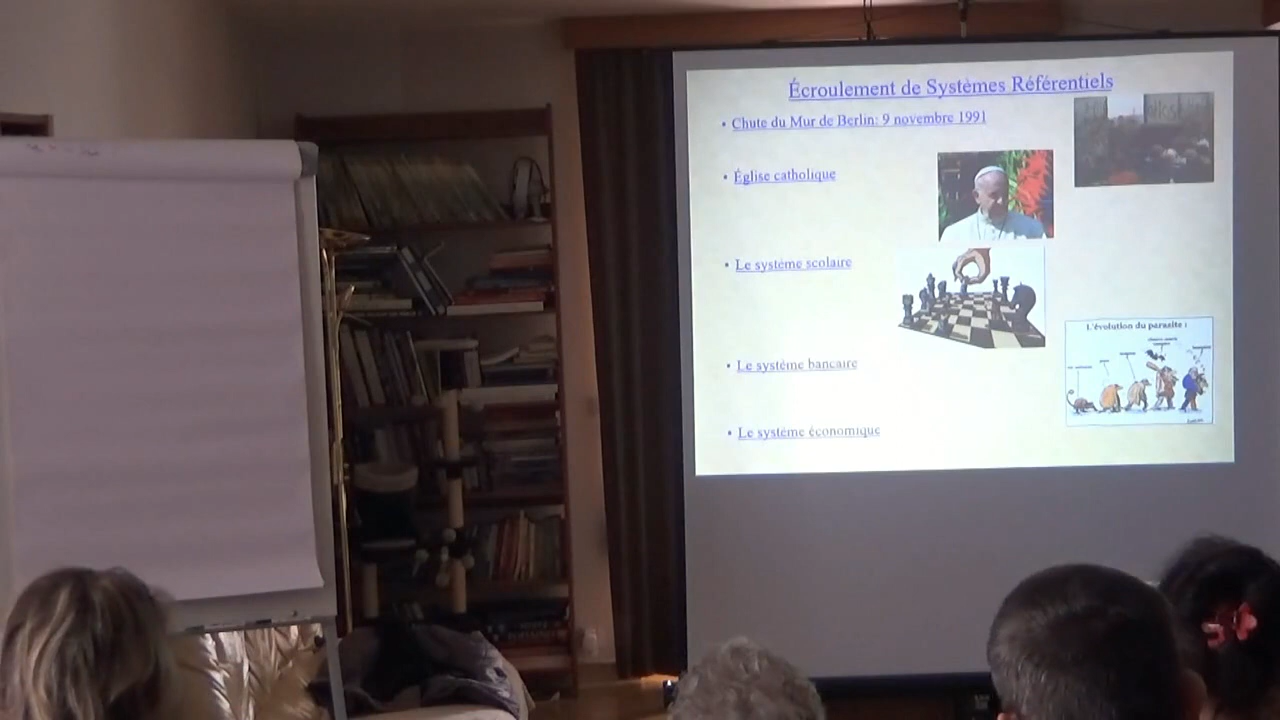 Écroulement de Systèmes Référentiels
• Chute du Mur de Berlin: 9 novembre 1991
• Église catholique
• Le système scolaire
L'évolution du parasite :
• Le système bancaire
• Le système économique